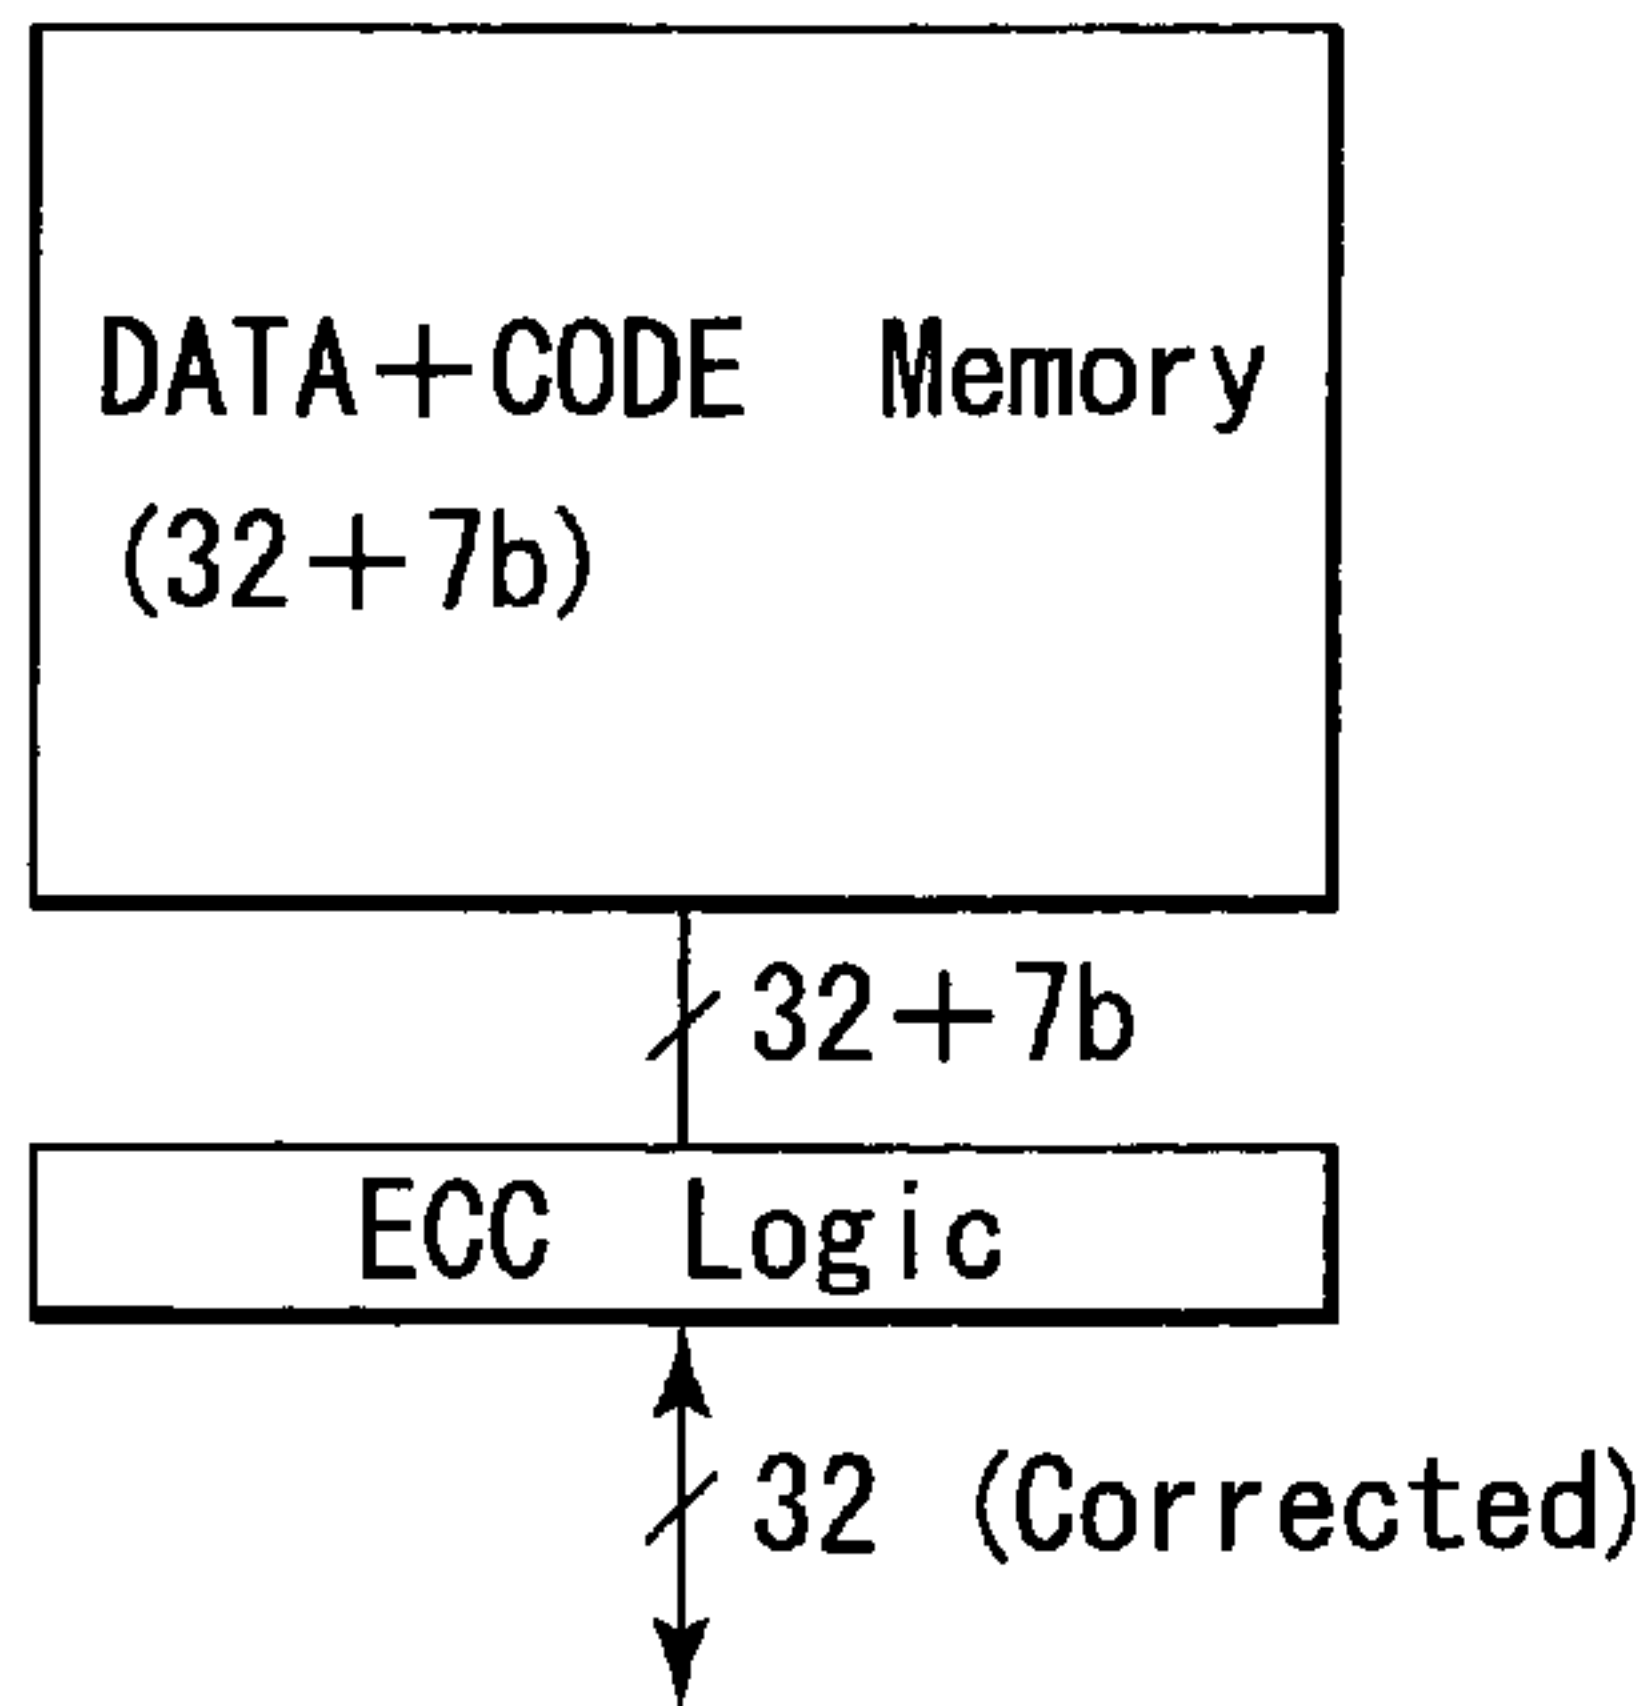 DATA+CODE Memory
(32+7b)
32+7b
ECC Logic
32 (Corrected)